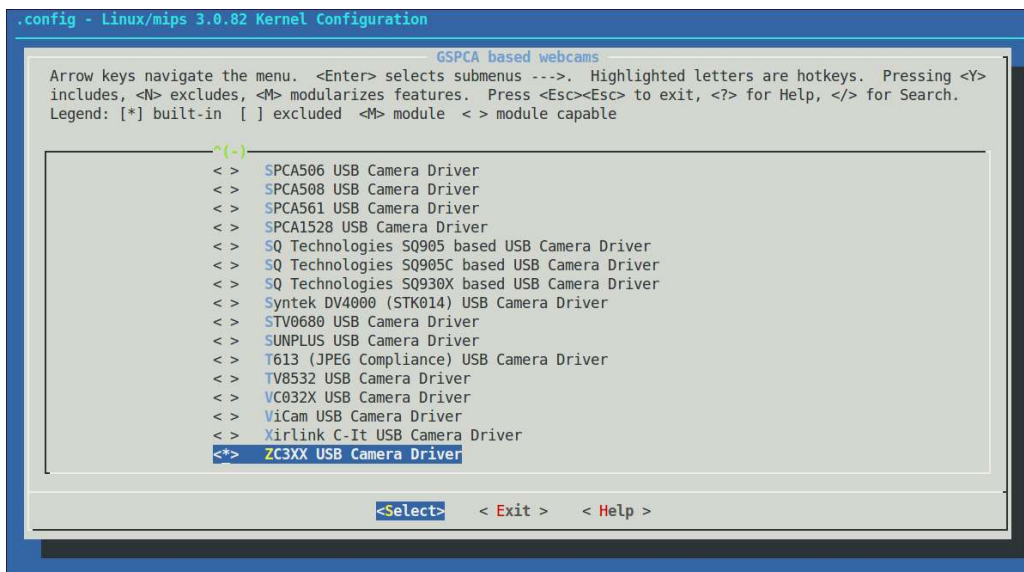 .config - Linux/mips 3.0.82 Kernel Configuration
GSPCA based webcams
Arrow keys navigate the menu.  <Enter> selects submenus --->.  Highlighted letters are hotkeys.  Pressing <Y>
includes, <N> excludes, <M> modularizes features.  Press <Esc><Esc> to exit, <?> for Help, </> for Search.
Legend: [*] built-in  [ ] excluded  <M> module  < > module capable
^(-)
< >   SPCA506 USB Camera Driver
< >   SPCA508 USB Camera Driver
< >   SPCA561 USB Camera Driver
< >   SPCA1528 USB Camera Driver
< >   SQ Technologies SQ905 based USB Camera Driver
< >   SQ Technologies SQ905C based USB Camera Driver
< >   SQ Technologies SQ930X based USB Camera Driver
< >   Syntek DV4000 (STK014) USB Camera Driver
< >   STV0680 USB Camera Driver
< >   SUNPLUS USB Camera Driver
< >   T613 (JPEG Compliance) USB Camera Driver
< >   TV8532 USB Camera Driver
< >   VC032X USB Camera Driver
< >   ViCam USB Camera Driver
< >   Xirlink C-It USB Camera Driver
<*>   ZC3XX USB Camera Driver
<Select>    < Exit >    < Help >